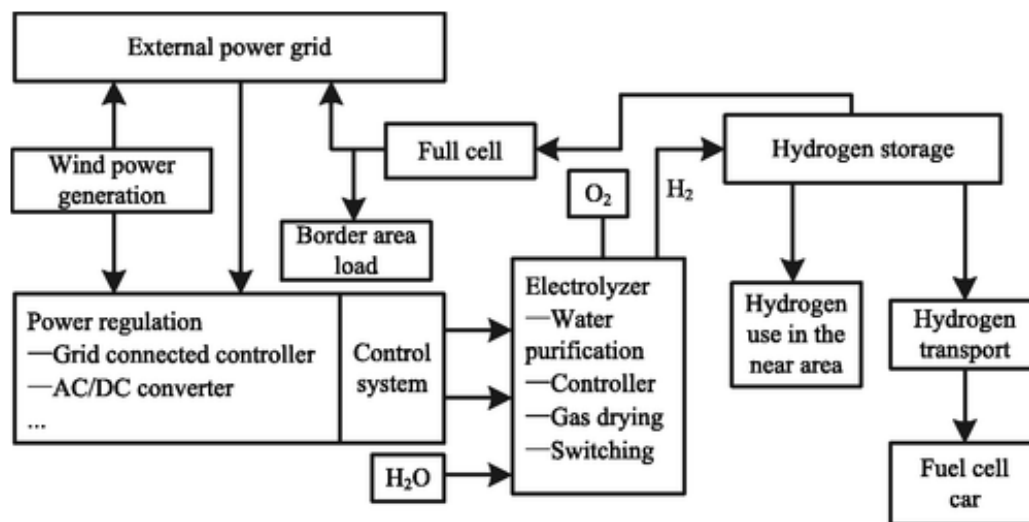 External power grid
Wind power
generation
Full cell
Hydrogen storage
O₂
H₂
Border area
load
Power regulation
—Grid connected controller
—AC/DC converter
...
Control
system
H₂O
Electrolyzer
—Water
purification
—Controller
—Gas drying
—Switching
Hydrogen
use in the
near area
Hydrogen
transport
Fuel cell
car